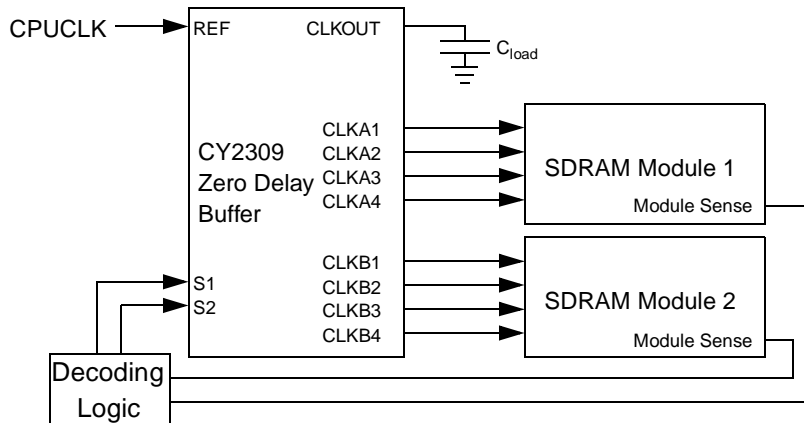 CPUCLK
REF
CLKOUT
Cload
CLKA1
CLKA2
CLKA3
CLKA4
CY2309
Zero Delay
Buffer
SDRAM Module 1
Module Sense
CLKB1
CLKB2
CLKB3
CLKB4
S1
S2
SDRAM Module 2
Module Sense
Decoding
Logic